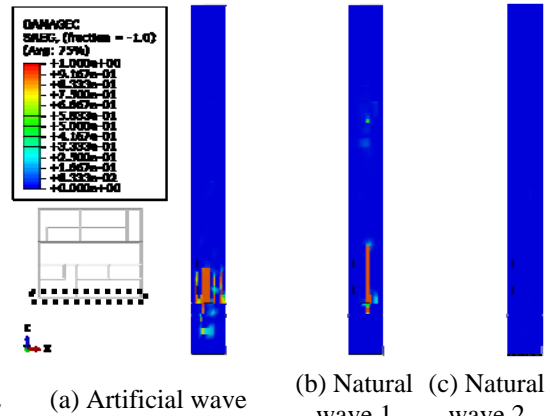 DAMAGEC
SNEG, (fraction = -1.0)
(Avg: 75%)
+1.000e+00
+9.167e-01
+8.333e-01
+7.500e-01
+6.667e-01
+5.833e-01
+5.000e-01
+4.167e-01
+3.333e-01
+2.500e-01
+1.667e-01
+8.333e-02
+0.000e+00
X
(a) Artificial wave
(b) Natural
wave 1
(c) Natural
wave 2